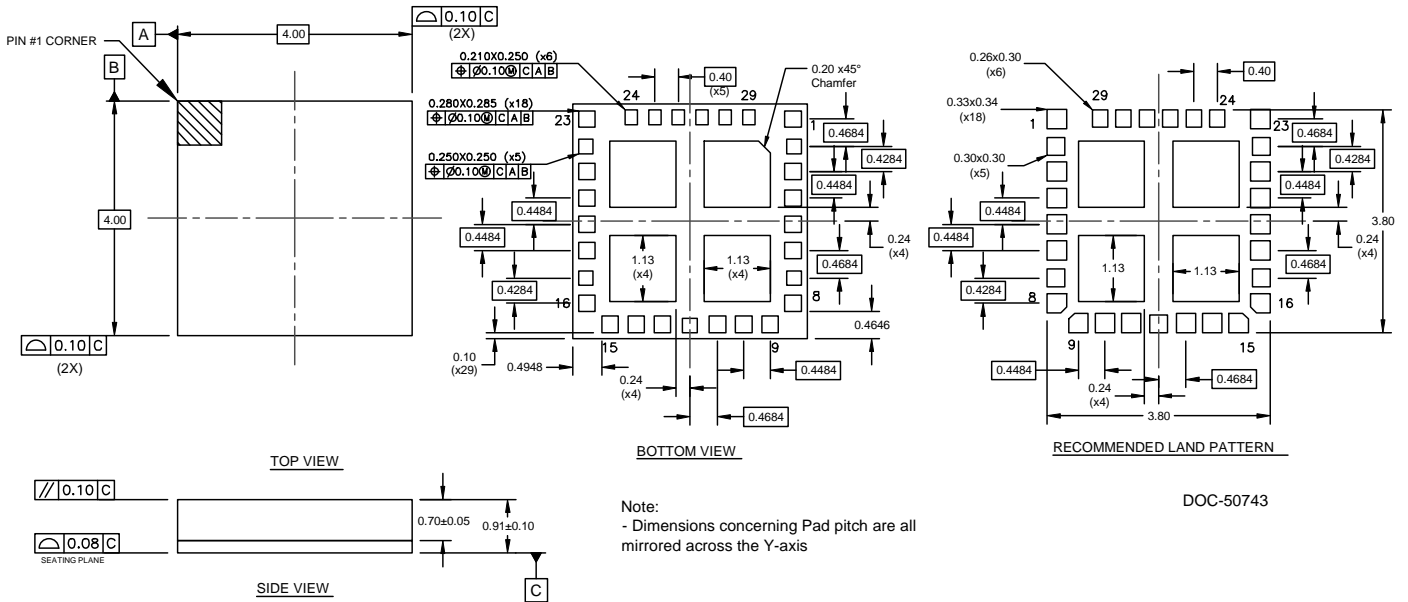 PIN #1 CORNER
A
4.00
⌓ 0.10 C
(2X)
B
4.00
⌓ 0.10 C
(2X)
TOP VIEW
// 0.10 C
⌓ 0.08 C
SEATING PLANE
0.70±0.05
0.91±0.10
C
SIDE VIEW
0.210X0.250 (x6)
⌖ Ø0.10Ⓜ C A B
0.280X0.285 (x18)
⌖ Ø0.10Ⓜ C A B
0.250X0.250 (x5)
⌖ Ø0.10Ⓜ C A B
24
0.40
(x5)
29
0.20 x45°
Chamfer
23
1
0.4684
0.4284
0.4484
0.4484
0.4484
0.24
(x4)
1.13
(x4)
1.13
(x4)
0.4684
0.4284
16
8
0.4646
15
9
0.10
(x29)
0.4948
0.24
(x4)
0.4484
0.4684
BOTTOM VIEW
Note:
- Dimensions concerning Pad pitch are all
mirrored across the Y-axis
0.26x0.30
(x6)
0.40
29
24
0.33x0.34
(x18)
1
23
0.4684
0.30x0.30
(x5)
0.4284
0.4484
0.4484
3.80
0.4484
0.24
(x4)
1.13
1.13
0.4684
0.4284
8
16
9
15
0.4484
0.24
(x4)
0.4684
3.80
RECOMMENDED LAND PATTERN
DOC-50743